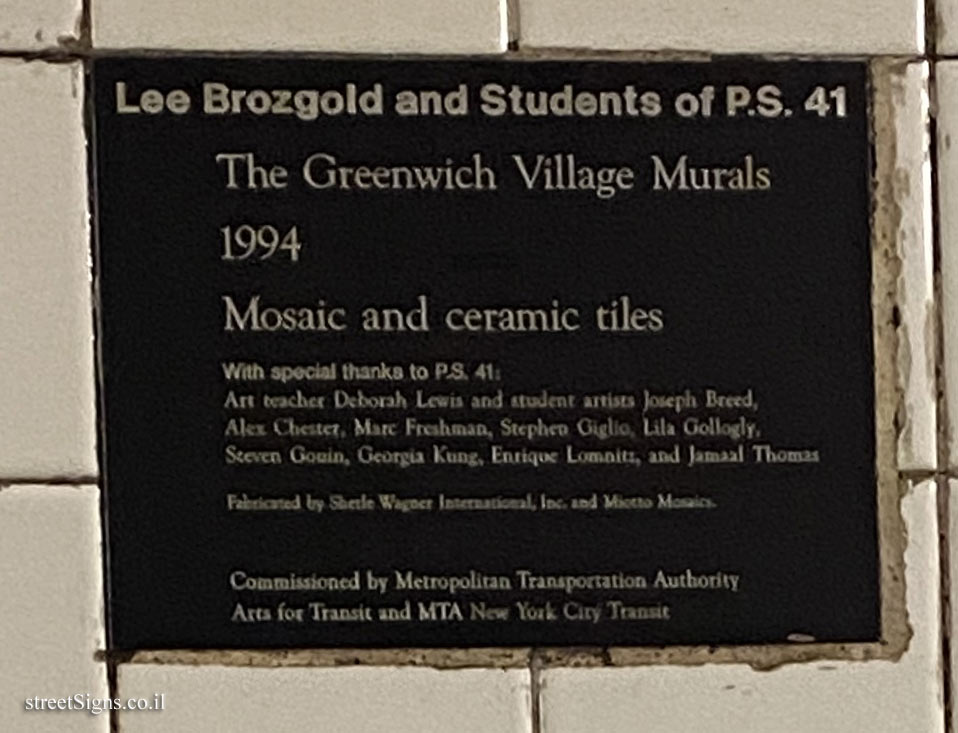 Lee Brozgold and Students of P.S. 41
The Greenwich Village Murals
1994
Mosaic and ceramic tiles
With special thanks to P.S. 41:
Art teacher Deborah Lewis and student artists Joseph Breed,
Alex Chester, Marc Freshman, Stephen Giglio, Lila Gollogly,
Steven Gouin, Georgia Kung, Enrique Lomnitz, and Jamaal Thomas
Fabricated by Sherle Wagner International, Inc. and Miotto Mosaics.
Commissioned by Metropolitan Transportation Authority
Arts for Transit and MTA New York City Transit
streetSigns.co.il